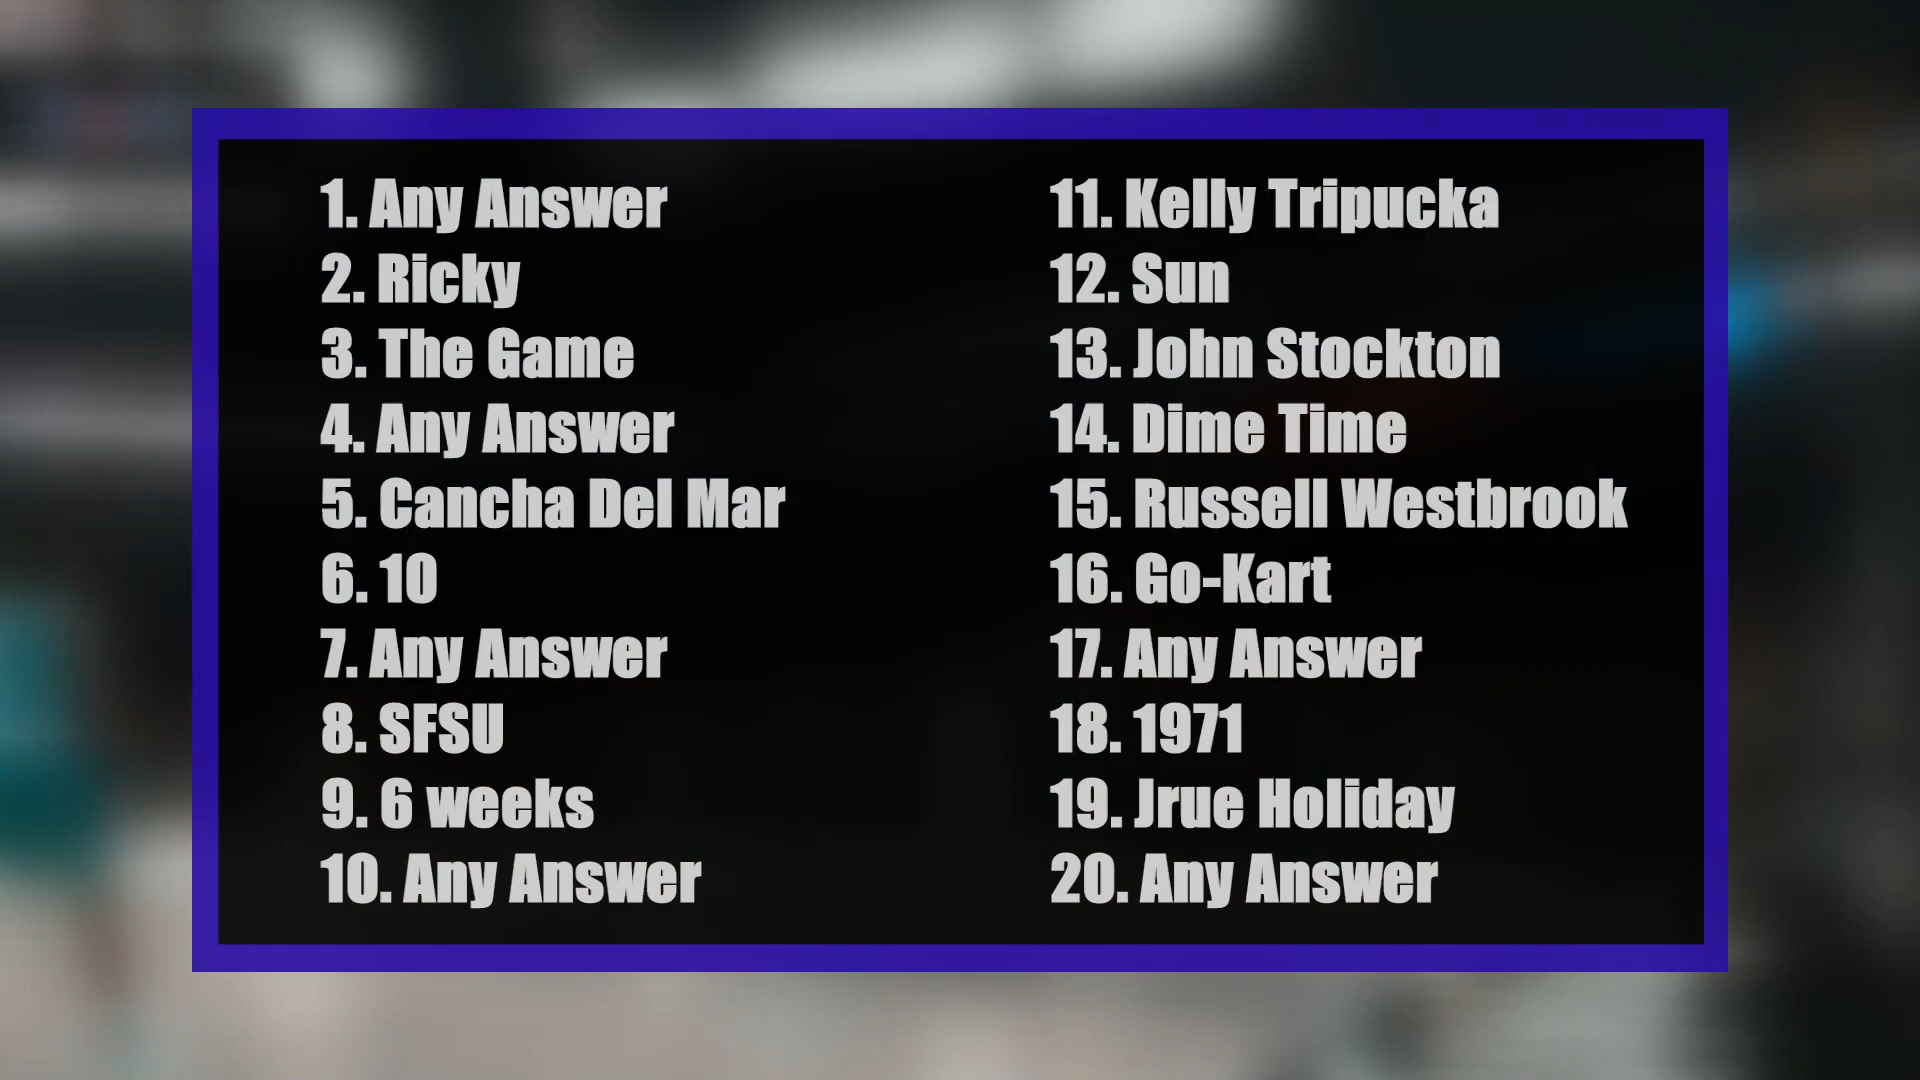 1. Any Answer
2. Ricky
3. The Game
4. Any Answer
5. Cancha Del Mar
6. 10
7. Any Answer
8. SFSU
9. 6 weeks
10. Any Answer
11. Kelly Tripucka
12. Sun
13. John Stockton
14. Dime Time
15. Russell Westbrook
16. Go-Kart
17. Any Answer
18. 1971
19. Jrue Holiday
20. Any Answer